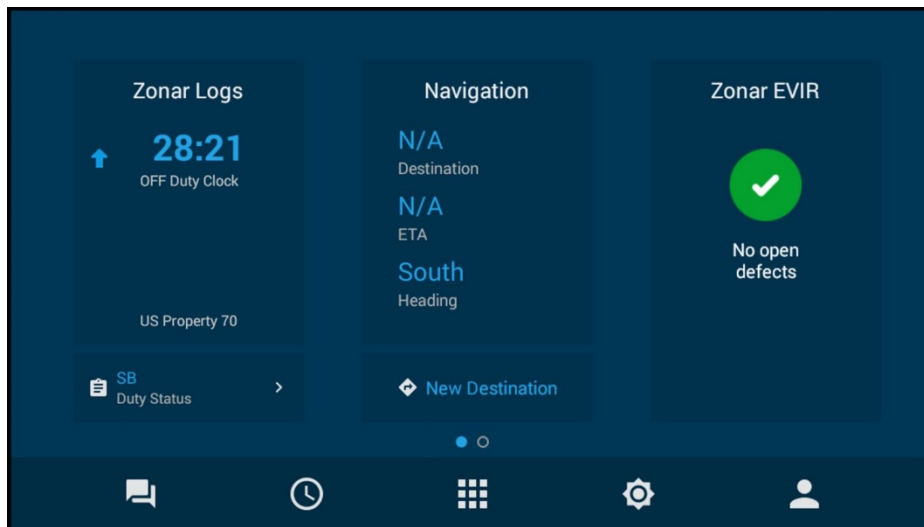 Zonar Logs
28:21
OFF Duty Clock
US Property 70
SB
Duty Status
Navigation
N/A
Destination
N/A
ETA
South
Heading
New Destination
Zonar EVIR
No open
defects